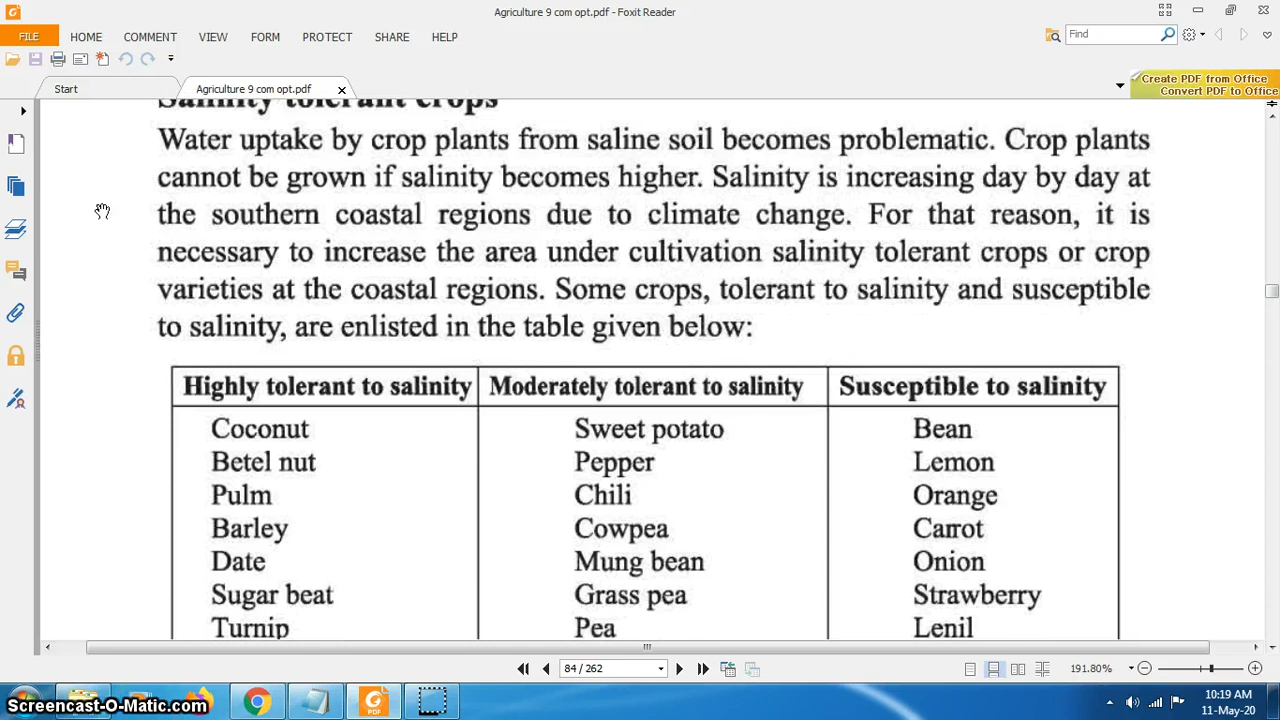 Agriculture 9 com opt.pdf - Foxit Reader
FILE HOME COMMENT VIEW FORM PROTECT SHARE HELP
Find
Start Agriculture 9 com opt.pdf
Create PDF from Office
Convert PDF to Office
Salinity tolerant crops
Water uptake by crop plants from saline soil becomes problematic. Crop plants
cannot be grown if salinity becomes higher. Salinity is increasing day by day at
the southern coastal regions due to climate change. For that reason, it is
necessary to increase the area under cultivation salinity tolerant crops or crop
varieties at the coastal regions. Some crops, tolerant to salinity and susceptible
to salinity, are enlisted in the table given below:
Highly tolerant to salinity Moderately tolerant to salinity Susceptible to salinity
Coconut Sweet potato Bean
Betel nut Pepper Lemon
Pulm Chili Orange
Barley Cowpea Carrot
Date Mung bean Onion
Sugar beat Grass pea Strawberry
Turnip Pea Lenil
84 / 262 191.80%
Screencast-O-Matic.com
PDF
10:19 AM
11-May-20